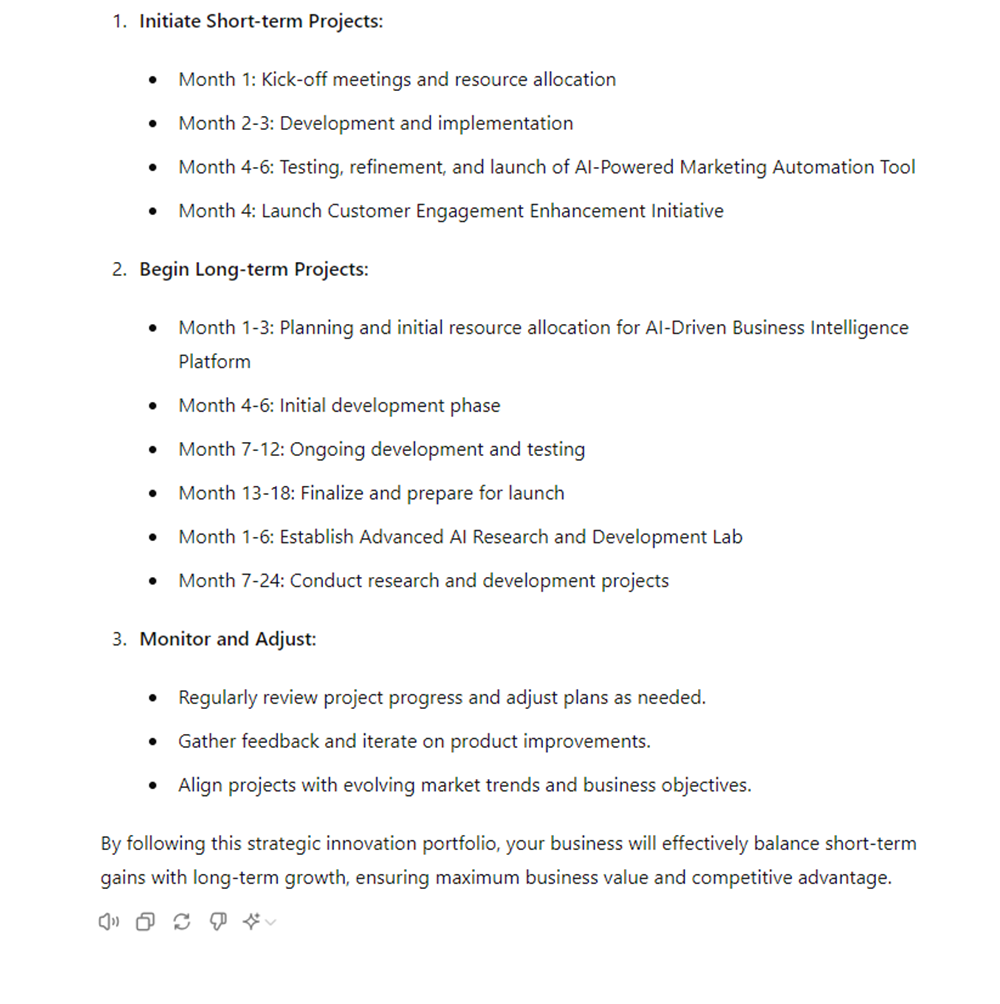 1. Initiate Short-term Projects:
• Month 1: Kick-off meetings and resource allocation
• Month 2-3: Development and implementation
• Month 4-6: Testing, refinement, and launch of AI-Powered Marketing Automation Tool
• Month 4: Launch Customer Engagement Enhancement Initiative
2. Begin Long-term Projects:
• Month 1-3: Planning and initial resource allocation for AI-Driven Business Intelligence
Platform
• Month 4-6: Initial development phase
• Month 7-12: Ongoing development and testing
• Month 13-18: Finalize and prepare for launch
• Month 1-6: Establish Advanced AI Research and Development Lab
• Month 7-24: Conduct research and development projects
3. Monitor and Adjust:
• Regularly review project progress and adjust plans as needed.
• Gather feedback and iterate on product improvements.
• Align projects with evolving market trends and business objectives.
By following this strategic innovation portfolio, your business will effectively balance short-term
gains with long-term growth, ensuring maximum business value and competitive advantage.